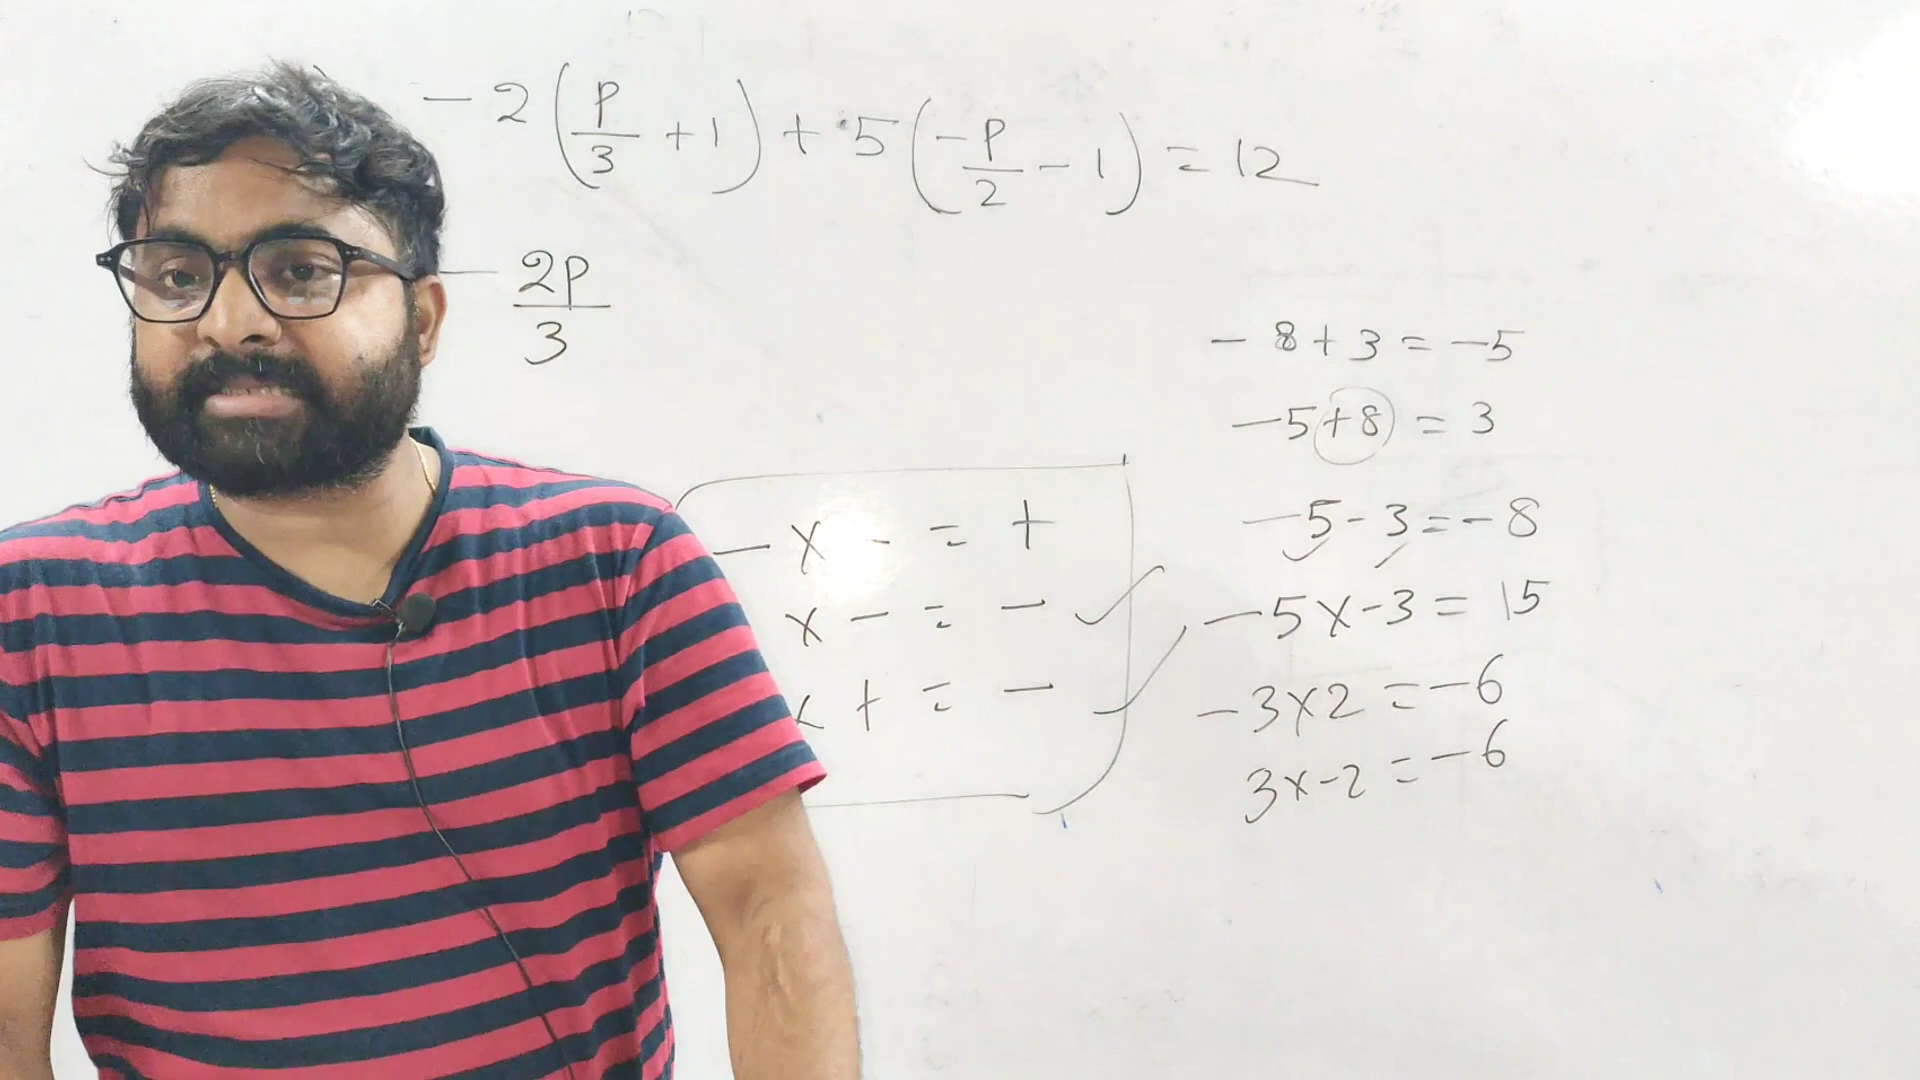 - 2 (p/3 + 1) + 5 (-p/2 - 1) = 12
- 2p/3
- 8 + 3 = -5
-5 + 8 = 3
-5 - 3 = -8
-5 x -3 = 15
-3 x 2 = -6
3 x -2 = -6
- x - = +
x - = -
x + = -